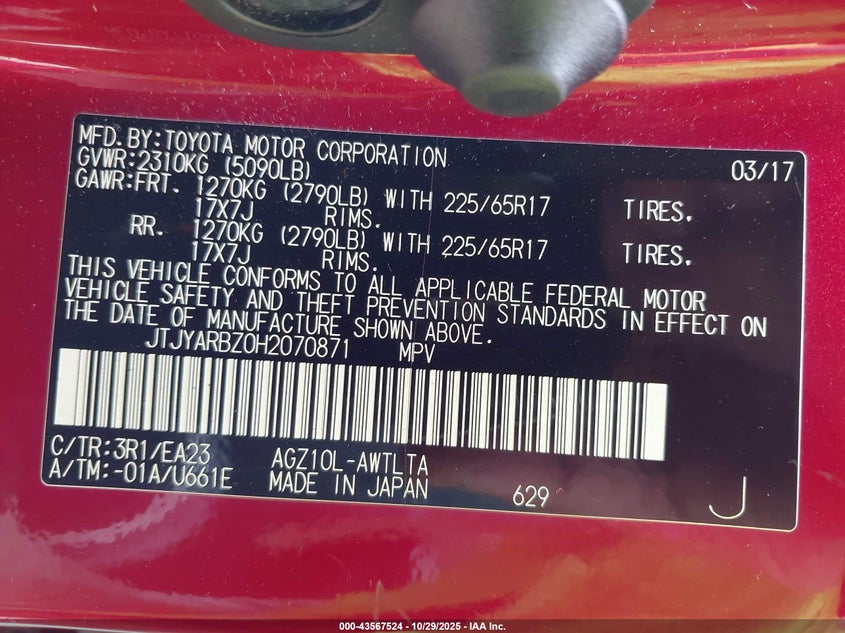 MFD.BY:TOYOTA MOTOR CORPORATION 03/17
GVWR:2310KG (5090LB)
GAWR:FRT. 1270KG (2790LB) WITH 225/65R17 TIRES.
17X7J RIMS.
RR. 1270KG (2790LB) WITH 225/65R17 TIRES.
17X7J RIMS.
THIS VEHICLE CONFORMS TO ALL APPLICABLE FEDERAL MOTOR
VEHICLE SAFETY AND THEFT PREVENTION STANDARDS IN EFFECT ON
THE DATE OF MANUFACTURE SHOWN ABOVE.
JTJYARBZ0H2070871 MPV
C/TR:3R1/EA23 AGZ10L-AWTLTA
A/TM:-01A/U661E MADE IN JAPAN 629 J
000-43567524 | 10/29/2025 | IAA Inc.